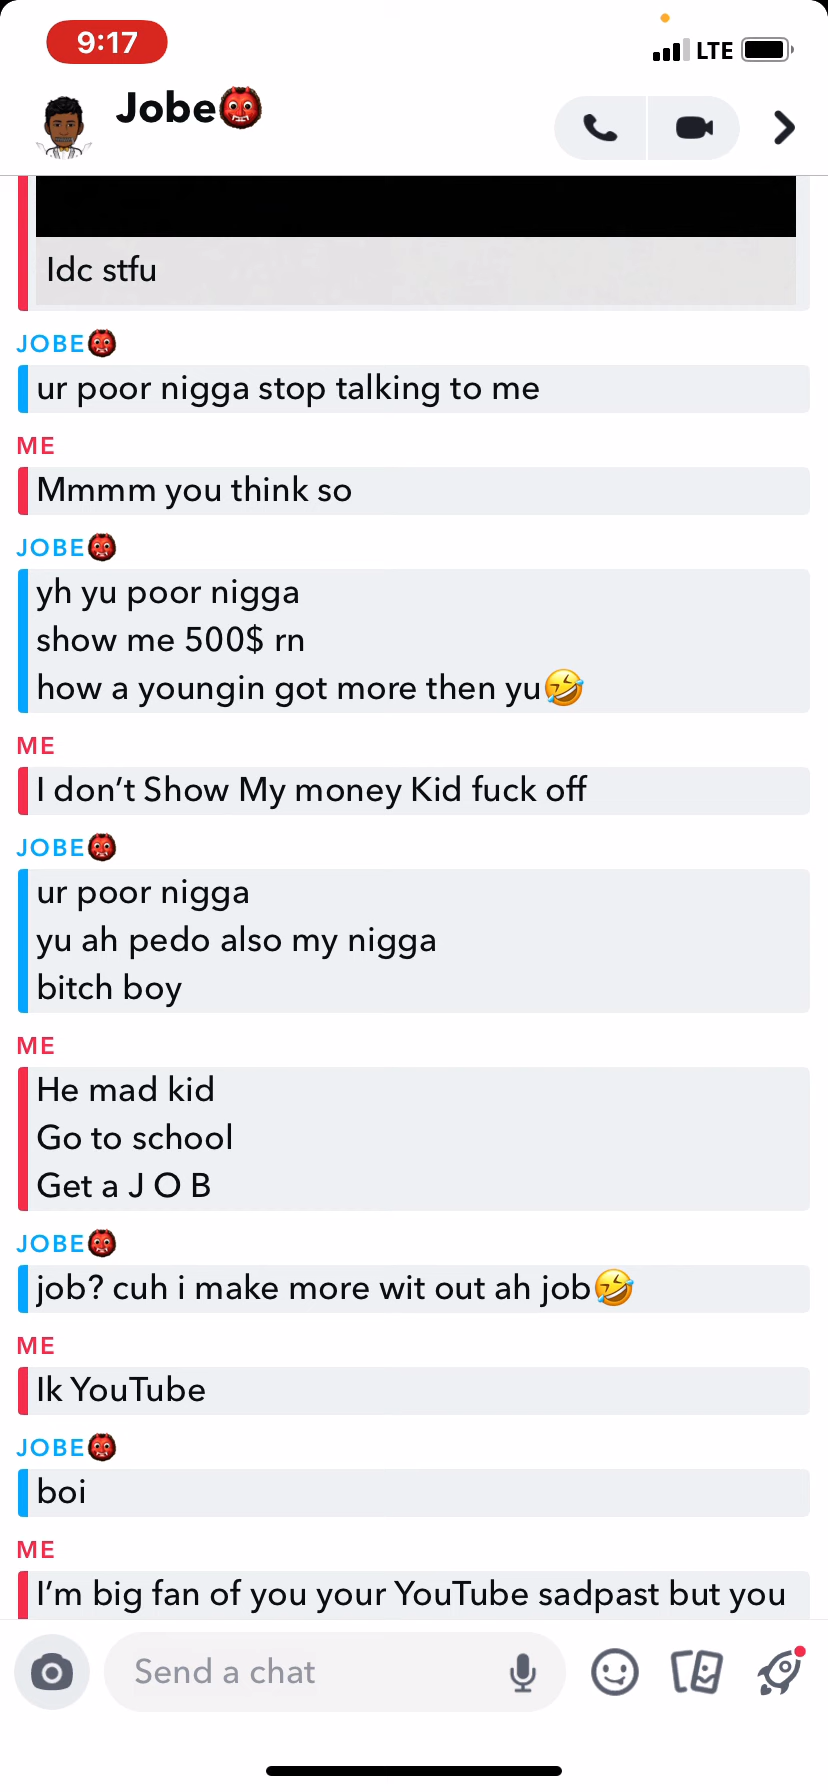 9:17
LTE
Jobe👹
Idc stfu
JOBE👹
ur poor nigga stop talking to me
ME
Mmmm you think so
JOBE👹
yh yu poor nigga
show me 500$ rn
how a youngin got more then yu🤣
ME
I don't Show My money Kid fuck off
JOBE👹
ur poor nigga
yu ah pedo also my nigga
bitch boy
ME
He mad kid
Go to school
Get a J O B
JOBE👹
job? cuh i make more wit out ah job🤣
ME
Ik YouTube
JOBE👹
boi
ME
I'm big fan of you your YouTube sadpast but you
Send a chat